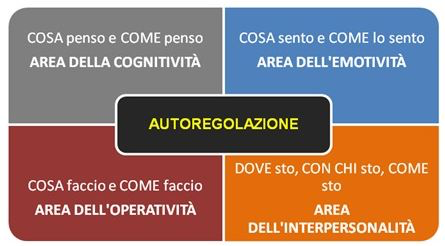 COSA penso e COME penso
AREA DELLA COGNITIVITÀ
COSA sento e COME lo sento
AREA DELL'EMOTIVITÀ
AUTOREGOLAZIONE
COSA faccio e COME faccio
AREA DELL'OPERATIVITÀ
DOVE sto, CON CHI sto, COME
sto
AREA
DELL'INTERPERSONALITÀ